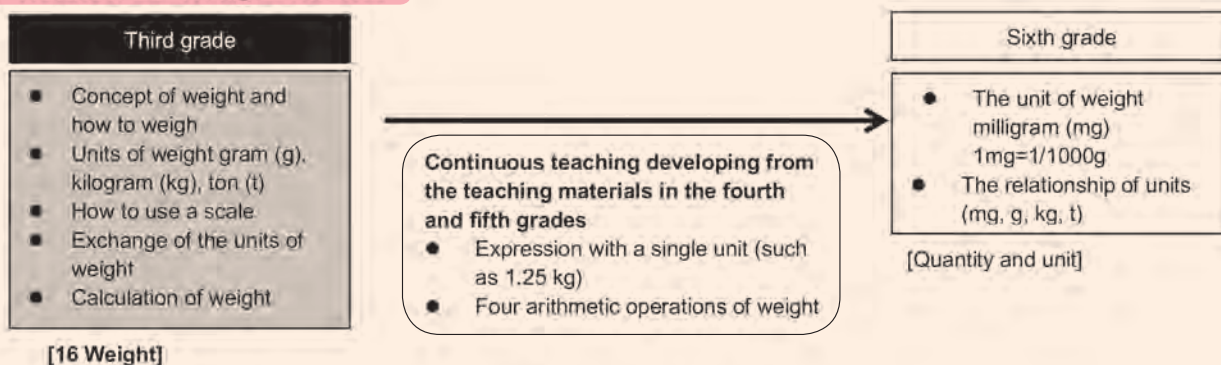 Third grade
● Concept of weight and
how to weigh
● Units of weight gram (g),
kilogram (kg), ton (t)
● How to use a scale
● Exchange of the units of
weight
● Calculation of weight
[16 Weight]
Continuous teaching developing from
the teaching materials in the fourth
and fifth grades
● Expression with a single unit (such
as 1.25 kg)
● Four arithmetic operations of weight
Sixth grade
● The unit of weight
milligram (mg)
1mg=1/1000g
● The relationship of units
(mg, g, kg, t)
[Quantity and unit]